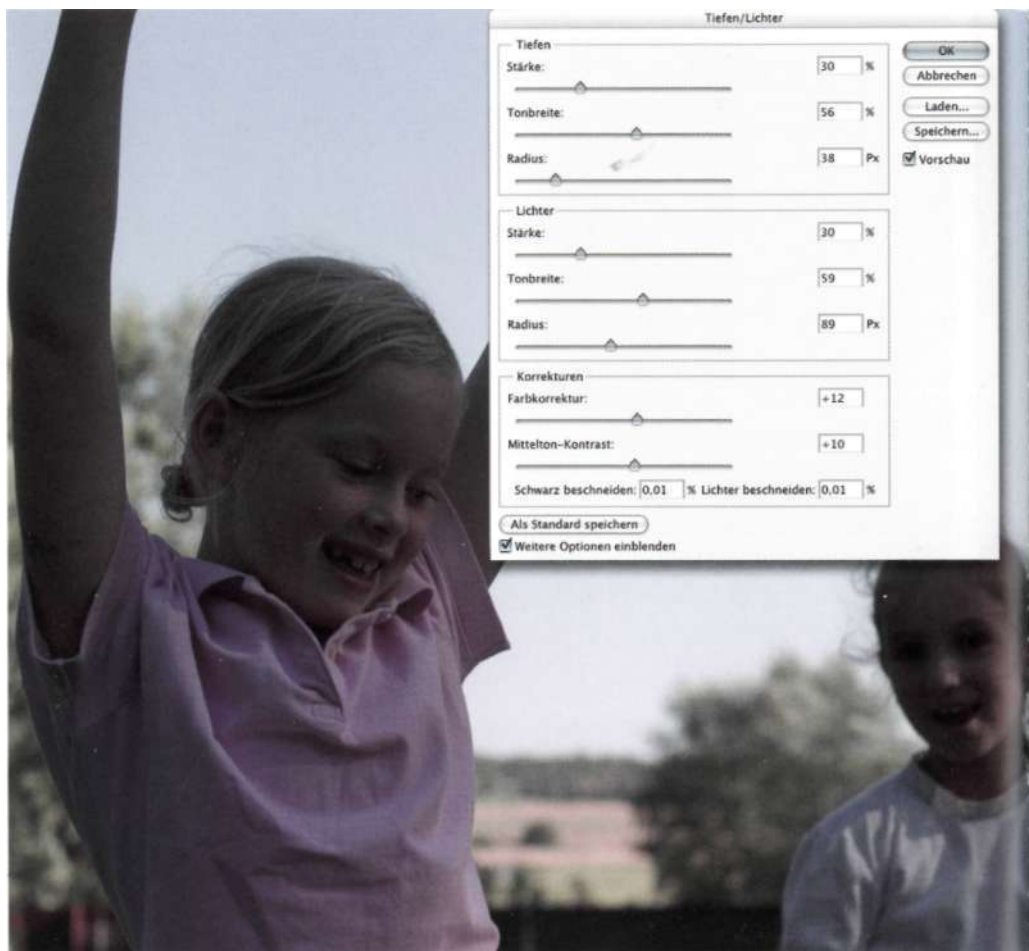 Tiefen/Lichter
Tiefen
Stärke: 30 %
Tonbreite: 56 %
Radius: 38 Px
Lichter
Stärke: 30 %
Tonbreite: 59 %
Radius: 89 Px
Korrekturen
Farbkorrektur: +12
Mittelton-Kontrast: +10
Schwarz beschneiden: 0,01 % Lichter beschneiden: 0,01 %
Als Standard speichern
Weitere Optionen einblenden
OK
Abbrechen
Laden...
Speichern...
Vorschau